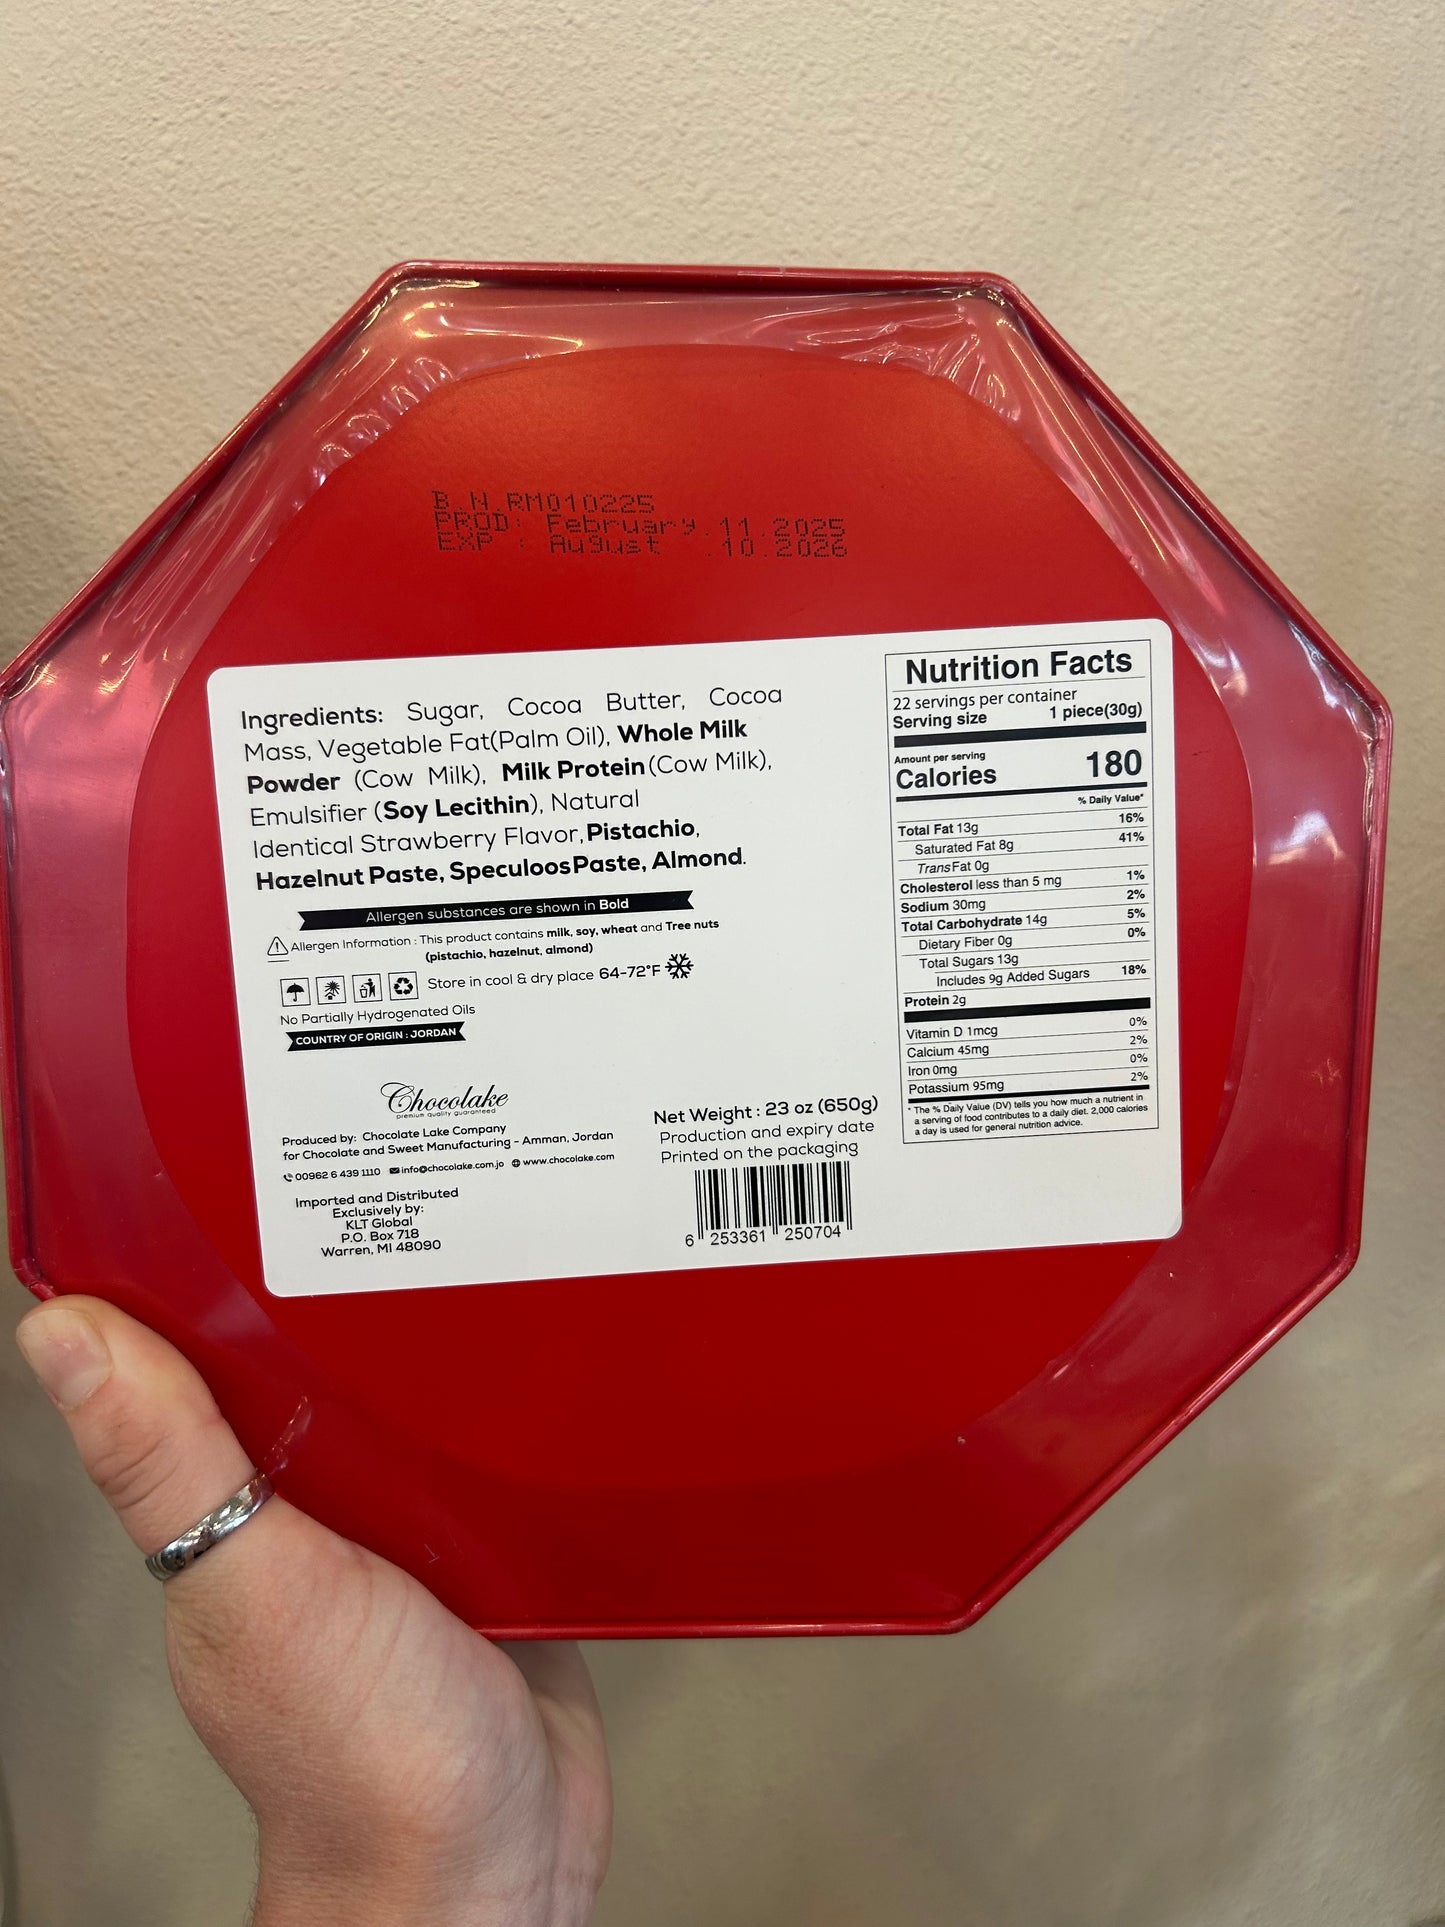 B.N.RM010225
PROD: February.11.2025
EXP : August .10.2026
Ingredients: Sugar, Cocoa Butter, Cocoa
Mass, Vegetable Fat(Palm Oil), Whole Milk
Powder (Cow Milk), Milk Protein(Cow Milk),
Emulsifier (Soy Lecithin), Natural
Identical Strawberry Flavor,Pistachio,
Hazelnut Paste, Speculoos Paste, Almond.
Allergen substances are shown in Bold
Allergen Information : This product contains milk, soy, wheat and Tree nuts
(pistachio, hazelnut, almond)
Store in cool & dry place 64-72°F
No Partially Hydrogenated Oils
COUNTRY OF ORIGIN : JORDAN
Chocolake
premium quality guaranteed
Produced by: Chocolate Lake Company
for Chocolate and Sweet Manufacturing - Amman, Jordan
00962 6 439 1110 info@chocolake.com.jo www.chocolake.com
Imported and Distributed
Exclusively by:
KLT Global
P.O. Box 718
Warren, MI 48090
Net Weight : 23 oz (650g)
Production and expiry date
Printed on the packaging
6 253361 250704
Nutrition Facts
22 servings per container
Serving size 1 piece(30g)
Amount per serving
Calories 180
% Daily Value*
Total Fat 13g 16%
Saturated Fat 8g 41%
Trans Fat 0g
Cholesterol less than 5 mg 1%
Sodium 30mg 2%
Total Carbohydrate 14g 5%
Dietary Fiber 0g 0%
Total Sugars 13g
Includes 9g Added Sugars 18%
Protein 2g
Vitamin D 1mcg 0%
Calcium 45mg 2%
Iron 0mg 0%
Potassium 95mg 2%
* The % Daily Value (DV) tells you how much a nutrient in
a serving of food contributes to a daily diet. 2,000 calories
a day is used for general nutrition advice.